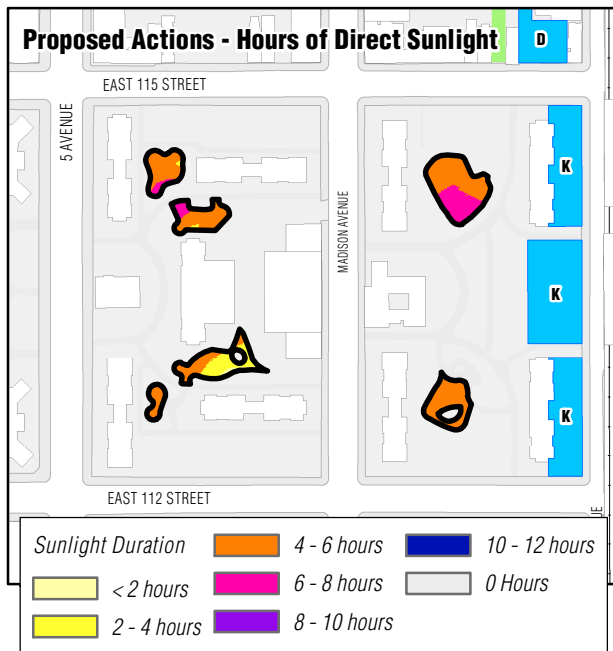 Proposed Actions - Hours of Direct Sunlight
D
EAST 115 STREET
5 AVENUE
MADISON AVENUE
K
K
K
EAST 112 STREET
UE
Sunlight Duration
< 2 hours
2 - 4 hours
4 - 6 hours
6 - 8 hours
8 - 10 hours
10 - 12 hours
0 Hours